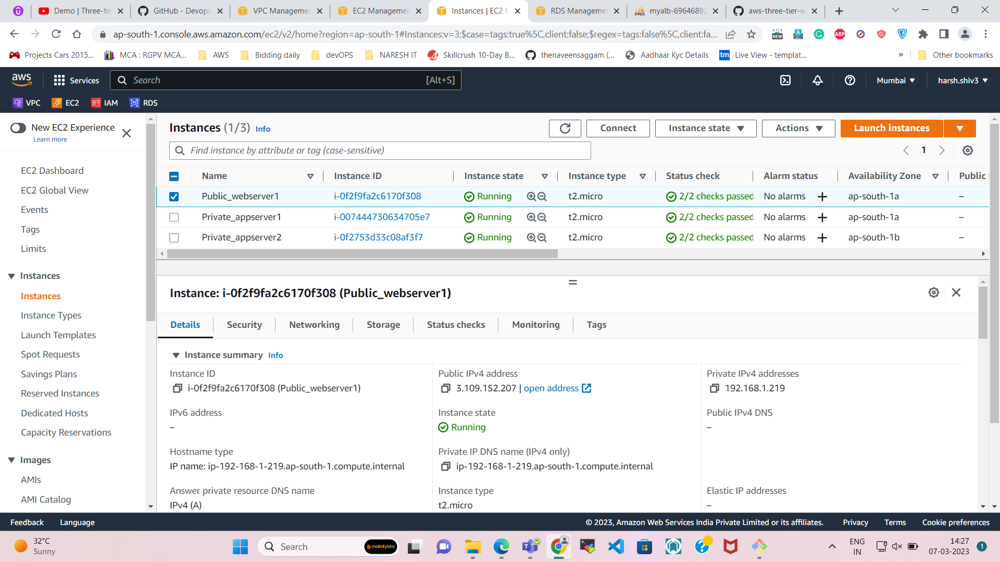 Demo | Three-tie
GitHub - Devops
VPC Managemen
EC2 Managemen
Instances | EC2 M
RDS Managemen
myalb-69646892
aws-three-tier-w
ap-south-1.console.aws.amazon.com/ec2/v2/home?region=ap-south-1#Instances:v=3;$case=tags:true%5C,client:false;$regex=tags:false%5C,client:fa...
Projects Cars 2015...
MCA : RGPV MCA...
AWS
Bidding daily
devOPS
NARESH IT
Skillcrush 10-Day B...
thenaveensaggam (...
Aadhaar Kyc Details
tm
Live View - templat...
»
Other bookmarks
aws
Services
Search
[Alt+S]
Mumbai
harsh.shiv3
VPC
EC2
IAM
RDS
New EC2 Experience
Learn more
EC2 Dashboard
EC2 Global View
Events
Tags
Limits
Instances
Instances
Instance Types
Launch Templates
Spot Requests
Savings Plans
Reserved Instances
Dedicated Hosts
Capacity Reservations
Images
AMIs
AMI Catalog
Instances (1/3) Info
Connect
Instance state
Actions
Launch instances
Find instance by attribute or tag (case-sensitive)
1
Name Instance ID Instance state Instance type Status check Alarm status Availability Zone Public
Public_webserver1 i-0f2f9fa2c6170f308 Running t2.micro 2/2 checks passed No alarms + ap-south-1a –
Private_appserver1 i-007444730634705e7 Running t2.micro 2/2 checks passed No alarms + ap-south-1a –
Private_appserver2 i-0f2753d33c08af3f7 Running t2.micro 2/2 checks passed No alarms + ap-south-1b –
Instance: i-0f2f9fa2c6170f308 (Public_webserver1)
Details Security Networking Storage Status checks Monitoring Tags
Instance summary Info
Instance ID
i-0f2f9fa2c6170f308 (Public_webserver1)
Public IPv4 address
3.109.152.207 | open address
Private IPv4 addresses
192.168.1.219
IPv6 address
–
Instance state
Running
Public IPv4 DNS
–
Hostname type
IP name: ip-192-168-1-219.ap-south-1.compute.internal
Private IP DNS name (IPv4 only)
ip-192-168-1-219.ap-south-1.compute.internal
Answer private resource DNS name
IPv4 (A)
Instance type
t2.micro
Elastic IP addresses
–
Feedback
Language
© 2023, Amazon Web Services India Private Limited or its affiliates.
Privacy
Terms
Cookie preferences
32°C
Sunny
Search
motivitylabs
ENG
IN
14:27
07-03-2023
1
NEW
ABP
PMA